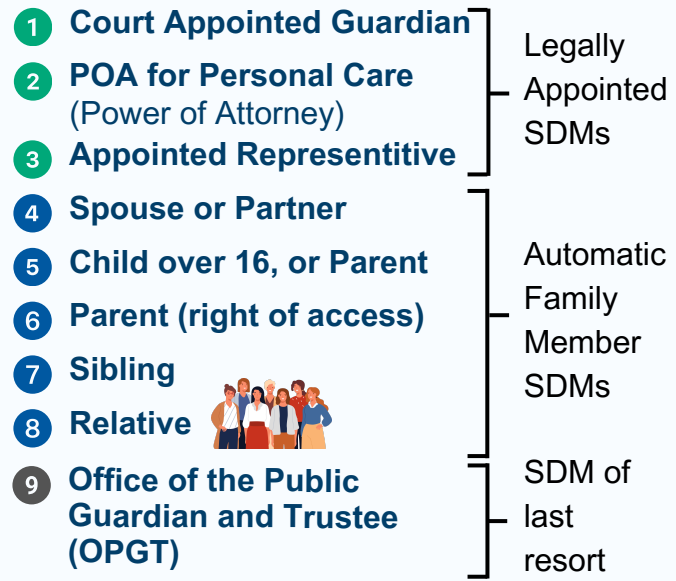 1 Court Appointed Guardian
2 POA for Personal Care
(Power of Attorney)
3 Appointed Representitive
Legally
Appointed
SDMs
4 Spouse or Partner
5 Child over 16, or Parent
6 Parent (right of access)
7 Sibling
8 Relative
Automatic
Family
Member
SDMs
9 Office of the Public
Guardian and Trustee
(OPGT)
SDM of
last
resort